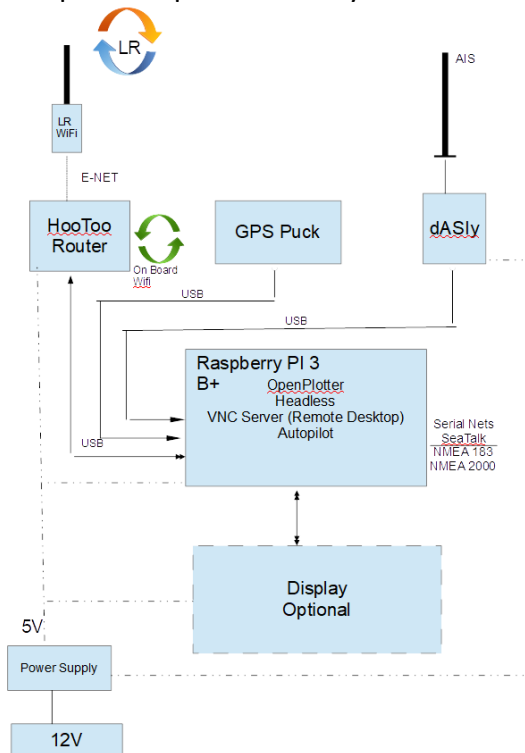 LR
AIS
LR
WiFi
E-NET
HooToo
Router
On Board
Wifi
GPS Puck
dASIy
USB
USB
Raspberry PI 3
B+
OpenPlotter
Headless
VNC Server (Remote Desktop)
Autopilot
USB
Serial Nets
SeaTalk
NMEA 183
NMEA 2000
Display
Optional
5V
Power Supply
12V